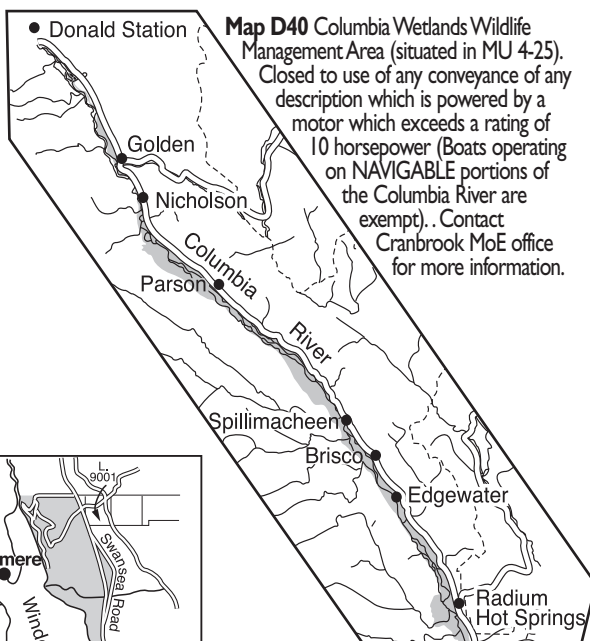 Donald Station
Map D40 Columbia Wetlands Wildlife
Management Area (situated in MU 4-25).
Closed to use of any conveyance of any
description which is powered by a
motor which exceeds a rating of
10 horsepower (Boats operating
on NAVIGABLE portions of
the Columbia River are
exempt). . Contact
Cranbrook MoE office
for more information.
Golden
Nicholson
Columbia
Parson
River
Spillimacheen
Brisco
Edgewater
Radium
Hot Springs
L.
9001
Swansea Road
mere
Wind